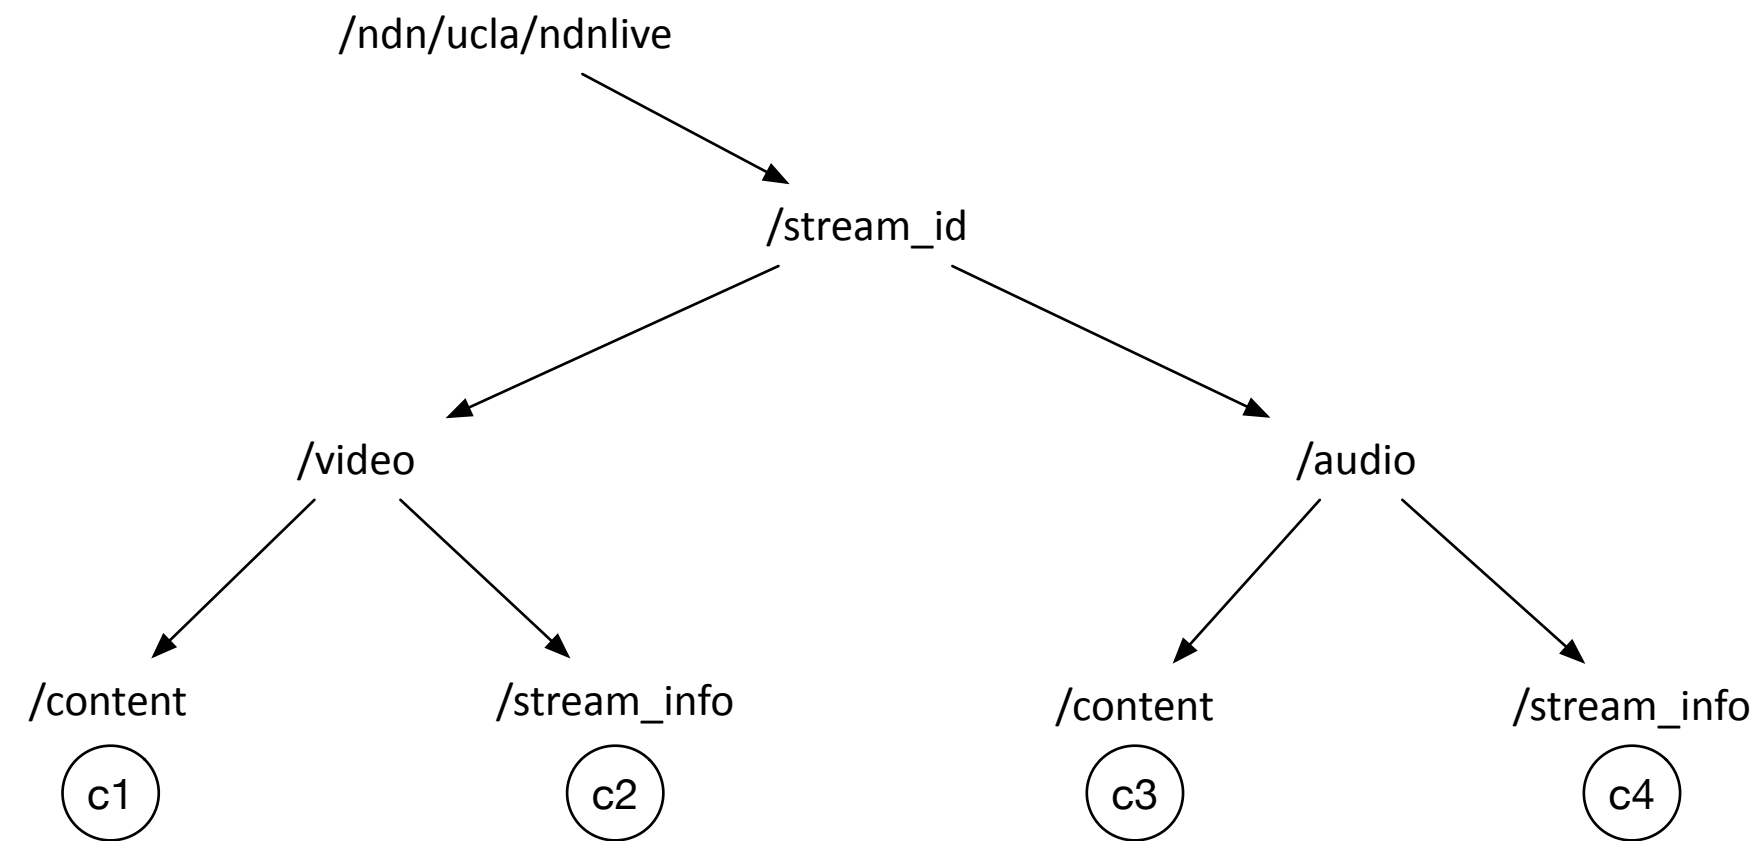 /ndn/ucla/ndnlive
/stream_id
/video
/audio
/content
/stream_info
/content
/stream_info
c1
c2
c3
c4